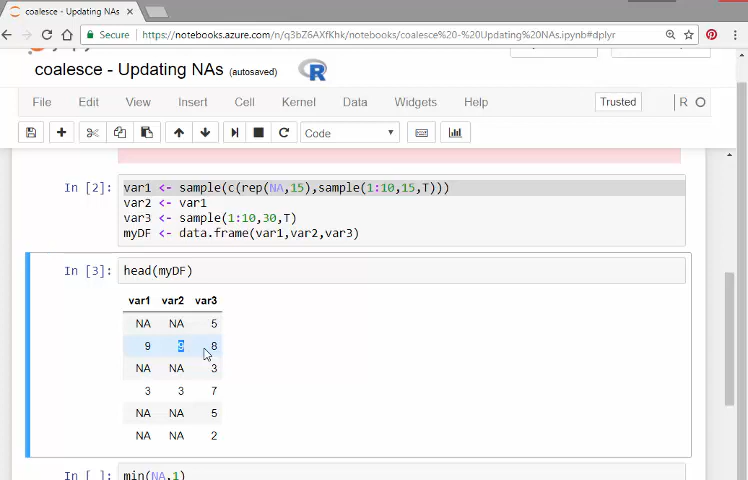 coalesce - Updating NAs
Secure https://notebooks.azure.com/n/q3bZ6AXfKhk/notebooks/coalesce%20-%20Updating%20NAs.ipynb#dplyr
coalesce - Updating NAs (autosaved) R
File Edit View Insert Cell Kernel Data Widgets Help Trusted R
Code
In [2]: var1 <- sample(c(rep(NA,15),sample(1:10,15,T)))
var2 <- var1
var3 <- sample(1:10,30,T)
myDF <- data.frame(var1,var2,var3)
In [3]: head(myDF)
var1 var2 var3
NA NA 5
9 9 8
NA NA 3
3 3 7
NA NA 5
NA NA 2
In [ ]: min(NA,1)